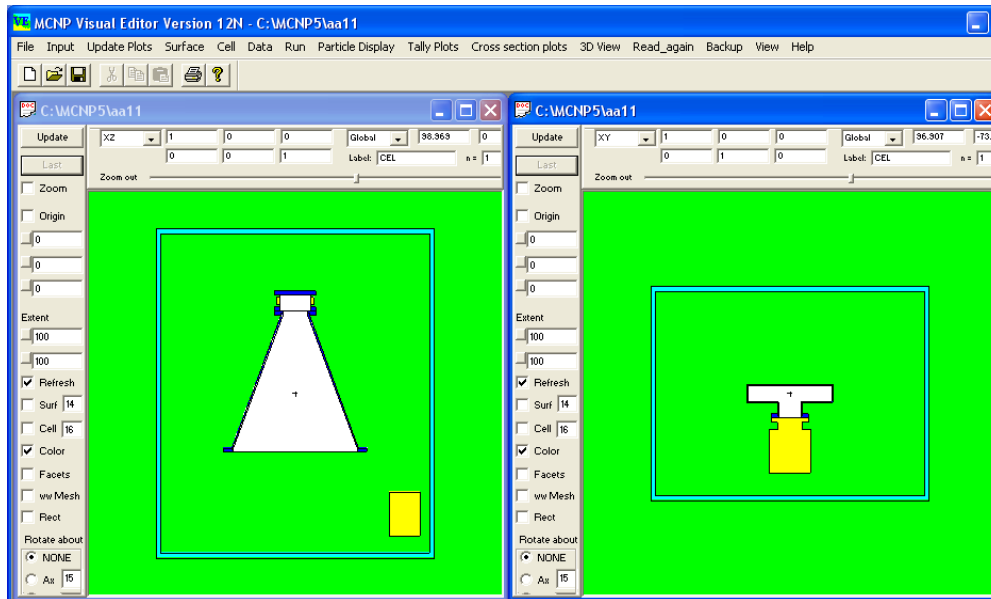 MCNP Visual Editor Version 12N - C:\MCNP5\aa11
File Input Update Plots Surface Cell Data Run Particle Display Tally Plots Cross section plots 3D View Read_again Backup View Help
C:\MCNP5\aa11
Update XZ 1 0 0 Global 98.969 0
Last 0 0 1 Label: CEL n = 1
Zoom out
Zoom
Origin
0
0
0
Extent
100
100
Refresh
Surf 14
Cell 16
Color
Facets
ww Mesh
Rect
Rotate about
NONE
Ax 15
C:\MCNP5\aa11
Update XY 1 0 0 Global 96.907 -73.
Last 0 1 0 Label: CEL n = 1
Zoom out
Zoom
Origin
0
0
0
Extent
100
100
Refresh
Surf 14
Cell 16
Color
Facets
ww Mesh
Rect
Rotate about
NONE
Ax 15